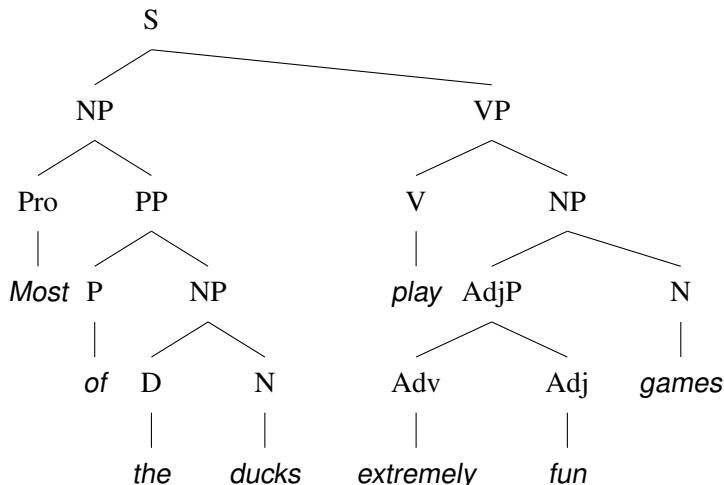 S
NP VP
Pro PP V NP
Most P NP play AdjP N
of D N Adv Adj games
the ducks extremely fun